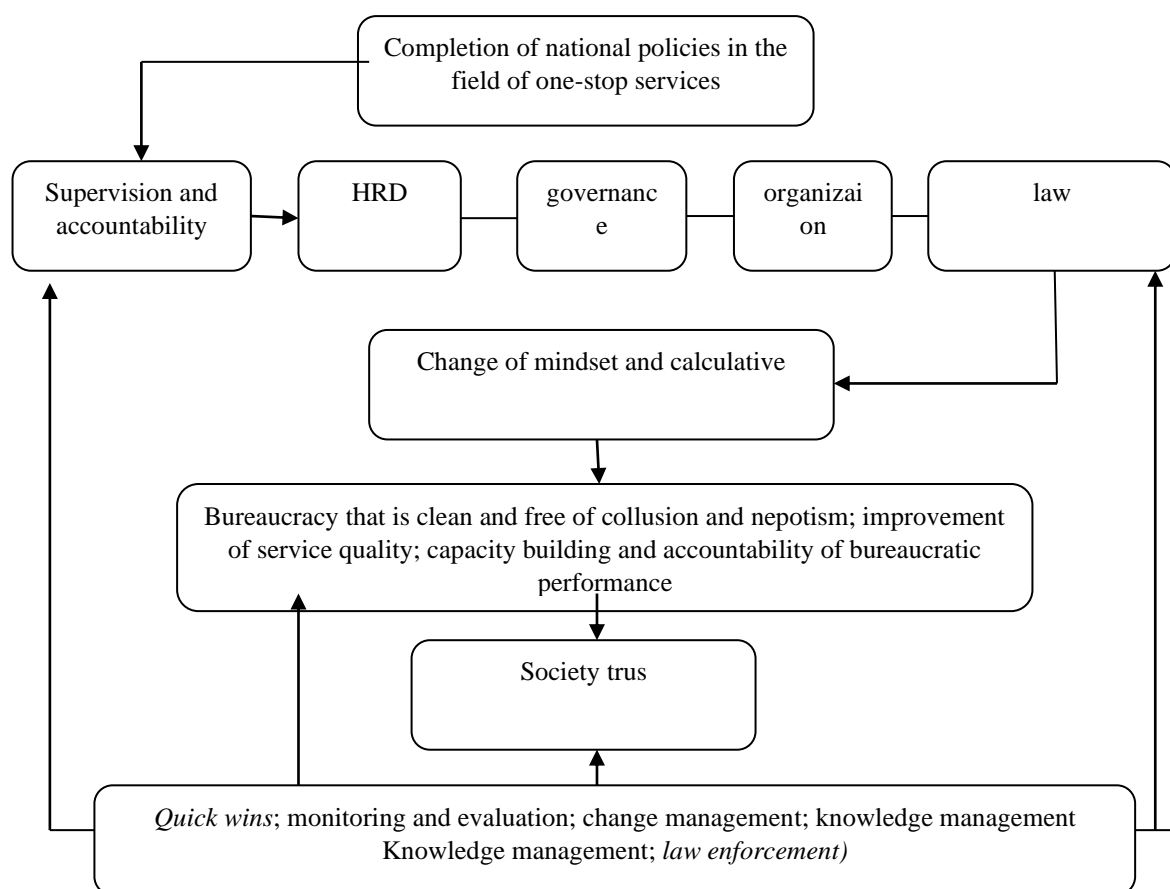 Completion of national policies in the
field of one-stop services
Supervision and
accountability
HRD
governanc
e
organizai
on
law
Change of mindset and calculative
Bureaucracy that is clean and free of collusion and nepotism; improvement
of service quality; capacity building and accountability of bureaucratic
performance
Society trus
Quick wins; monitoring and evaluation; change management; knowledge management
Knowledge management; law enforcement)